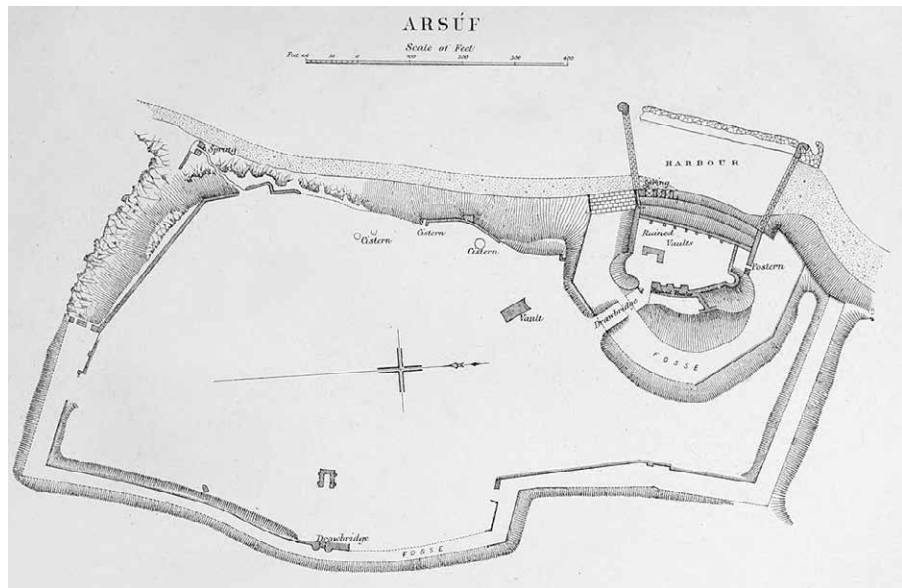 ARSÚF
Scale of Feet
100
200
300
400
Spring
HARBOUR
Cistern
Cistern
Cistern
Ruined
Vaults
Postern
Vault
Drawbridge
FOSSE
Drawbridge
FOSSE